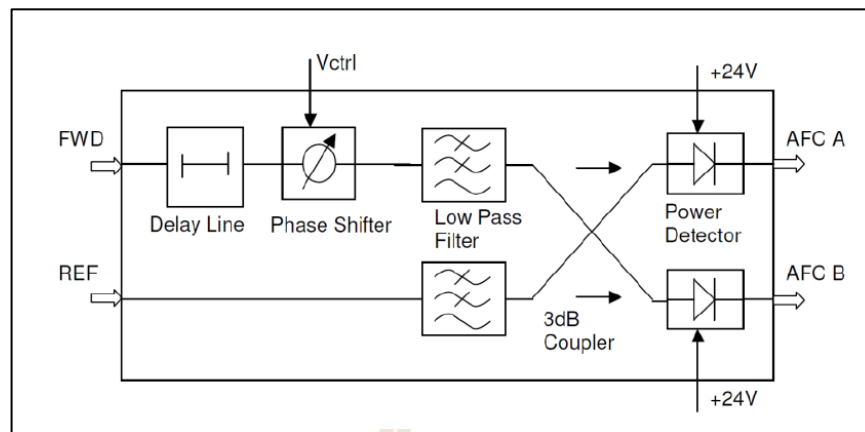 Vctrl
+24V
FWD
AFC A
Delay Line
Phase Shifter
Low Pass
Filter
Power
Detector
REF
AFC B
3dB
Coupler
+24V